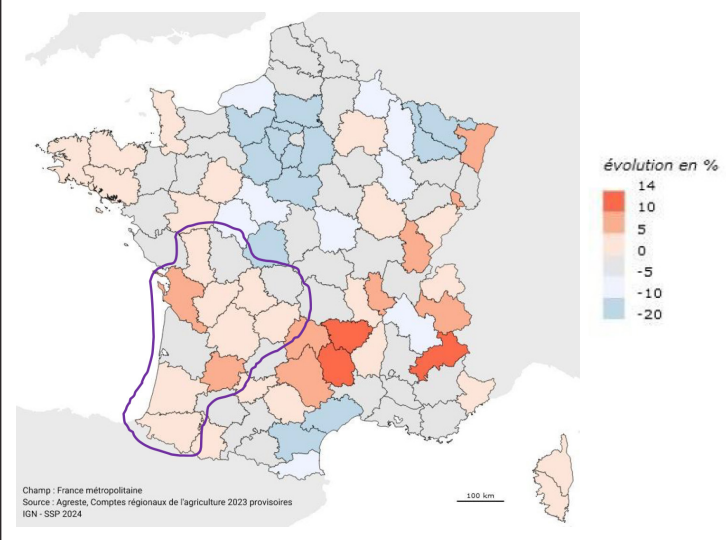 évolution en %
14
10
5
0
-5
-10
-20
100 km
Champ : France métropolitaine
Source : Agreste, Comptes régionaux de l'agriculture 2023 provisoires
IGN - SSP 2024